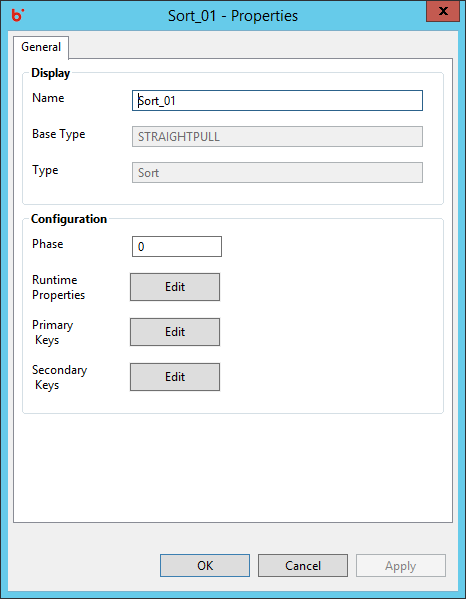 Sort_01 - Properties
General
Display
Name
Sort_01
Base Type
STRAIGHTPULL
Type
Sort
Configuration
Phase
0
Runtime
Properties
Edit
Primary
Keys
Edit
Secondary
Keys
Edit
OK
Cancel
Apply